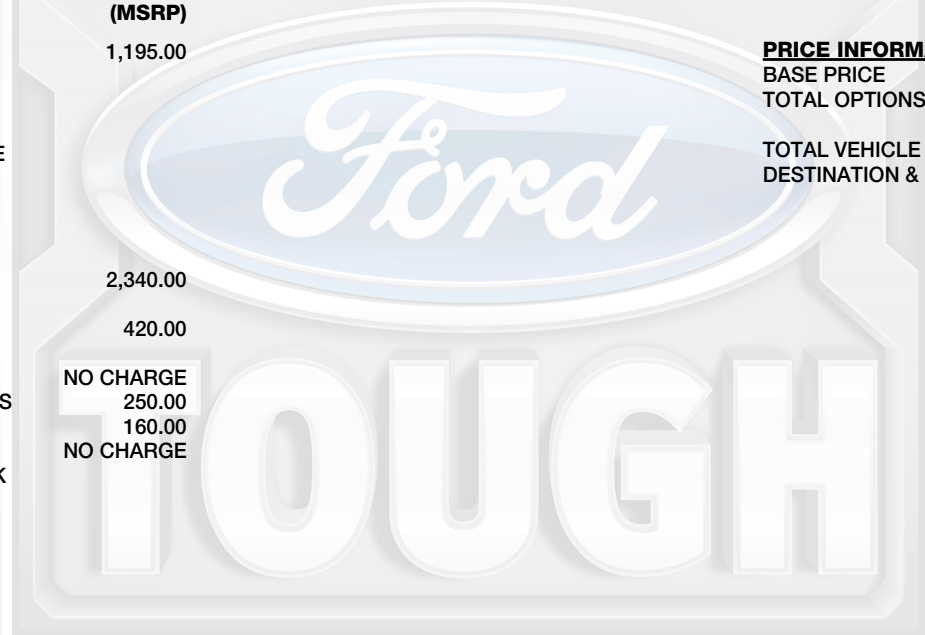 (MSRP)
1,195.00
E
2,340.00
420.00
NO CHARGE
S 250.00
160.00
NO CHARGE
K
PRICE INFORMA
BASE PRICE
TOTAL OPTIONS
TOTAL VEHICLE
DESTINATION &
Ford
TOUGH